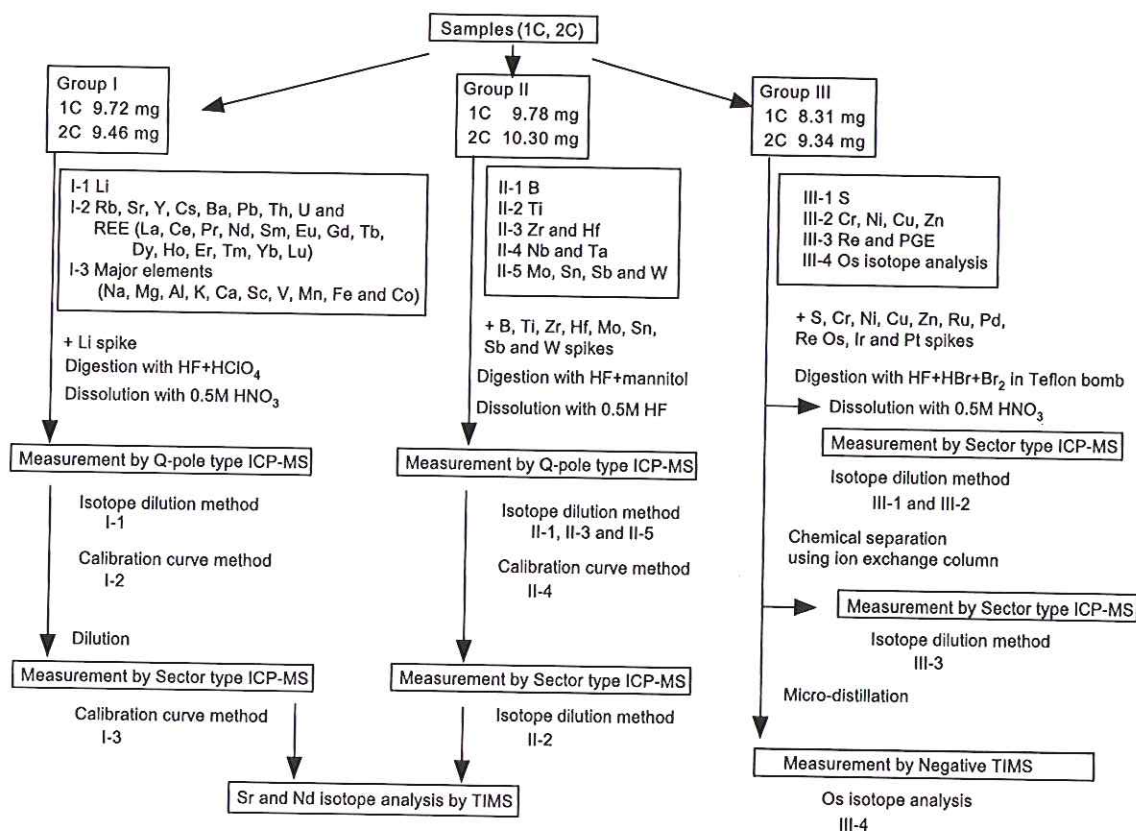 Samples (1C, 2C)
Group I
1C 9.72 mg
2C 9.46 mg
I-1 Li
I-2 Rb, Sr, Y, Cs, Ba, Pb, Th, U and
REE (La, Ce, Pr, Nd, Sm, Eu, Gd, Tb,
Dy, Ho, Er, Tm, Yb, Lu)
I-3 Major elements
(Na, Mg, Al, K, Ca, Sc, V, Mn, Fe and Co)
+ Li spike
Digestion with HF+HClO4
Dissolution with 0.5M HNO3
Measurement by Q-pole type ICP-MS
Isotope dilution method
I-1
Calibration curve method
I-2
Dilution
Measurement by Sector type ICP-MS
Calibration curve method
I-3
Group II
1C 9.78 mg
2C 10.30 mg
II-1 B
II-2 Ti
II-3 Zr and Hf
II-4 Nb and Ta
II-5 Mo, Sn, Sb and W
+ B, Ti, Zr, Hf, Mo, Sn,
Sb and W spikes
Digestion with HF+mannitol
Dissolution with 0.5M HF
Measurement by Q-pole type ICP-MS
Isotope dilution method
II-1, II-3 and II-5
Calibration curve method
II-4
Measurement by Sector type ICP-MS
Isotope dilution method
II-2
Sr and Nd isotope analysis by TIMS
Group III
1C 8.31 mg
2C 9.34 mg
III-1 S
III-2 Cr, Ni, Cu, Zn
III-3 Re and PGE
III-4 Os isotope analysis
+ S, Cr, Ni, Cu, Zn, Ru, Pd,
Re Os, Ir and Pt spikes
Digestion with HF+HBr+Br2 in Teflon bomb
Dissolution with 0.5M HNO3
Measurement by Sector type ICP-MS
Isotope dilution method
III-1 and III-2
Chemical separation
using ion exchange column
Measurement by Sector type ICP-MS
Isotope dilution method
III-3
Micro-distillation
Measurement by Negative TIMS
Os isotope analysis
III-4